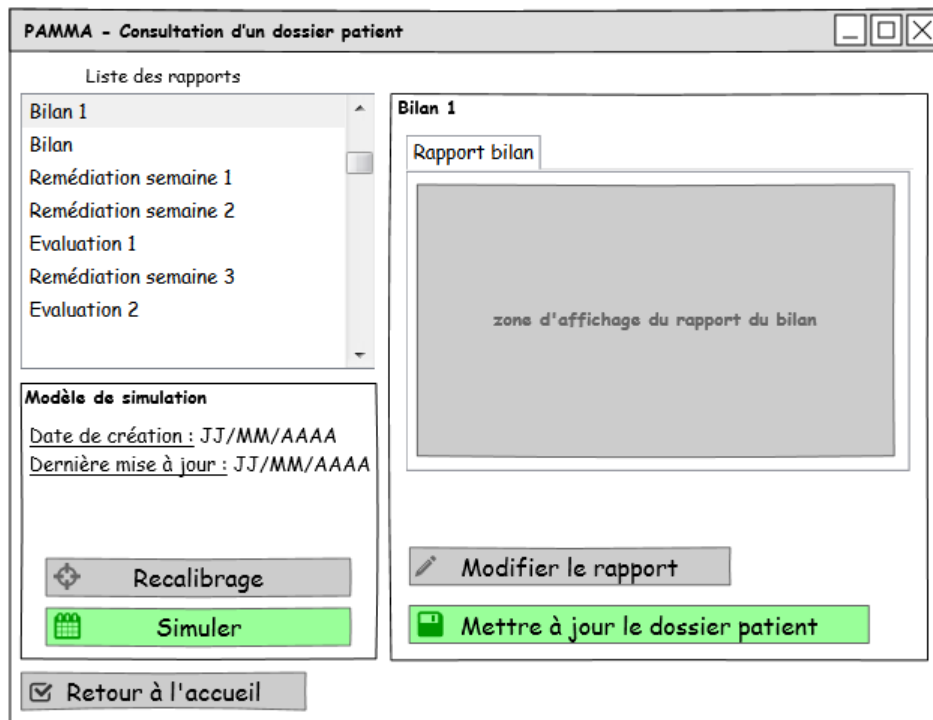 PAMMA - Consultation d'un dossier patient
Liste des rapports
Bilan 1
Bilan
Remédiation semaine 1
Remédiation semaine 2
Evaluation 1
Remédiation semaine 3
Evaluation 2
Modèle de simulation
Date de création : JJ/MM/AAAA
Dernière mise à jour : JJ/MM/AAAA
Recalibrage
Simuler
Bilan 1
Rapport bilan
zone d'affichage du rapport du bilan
Modifier le rapport
Mettre à jour le dossier patient
Retour à l'accueil